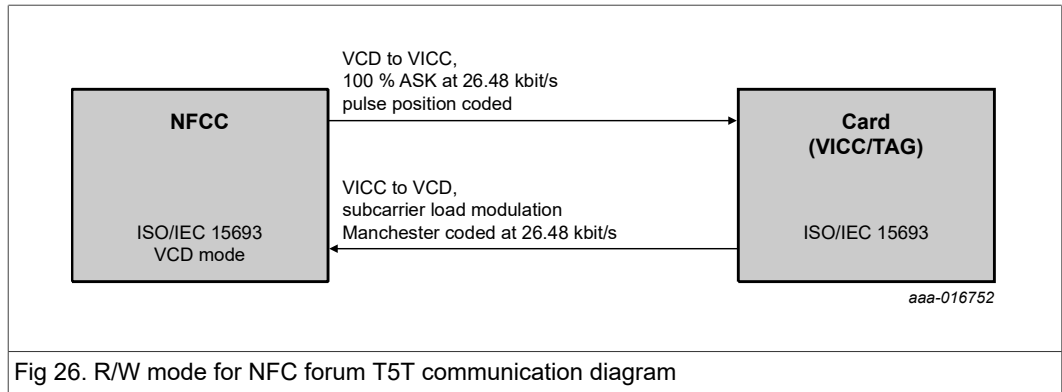 VCD to VICC,
100 % ASK at 26.48 kbit/s
pulse position coded
NFCC
Card
(VICC/TAG)
VICC to VCD,
subcarrier load modulation
Manchester coded at 26.48 kbit/s
ISO/IEC 15693
VCD mode
ISO/IEC 15693
aaa-016752
Fig 26. R/W mode for NFC forum T5T communication diagram